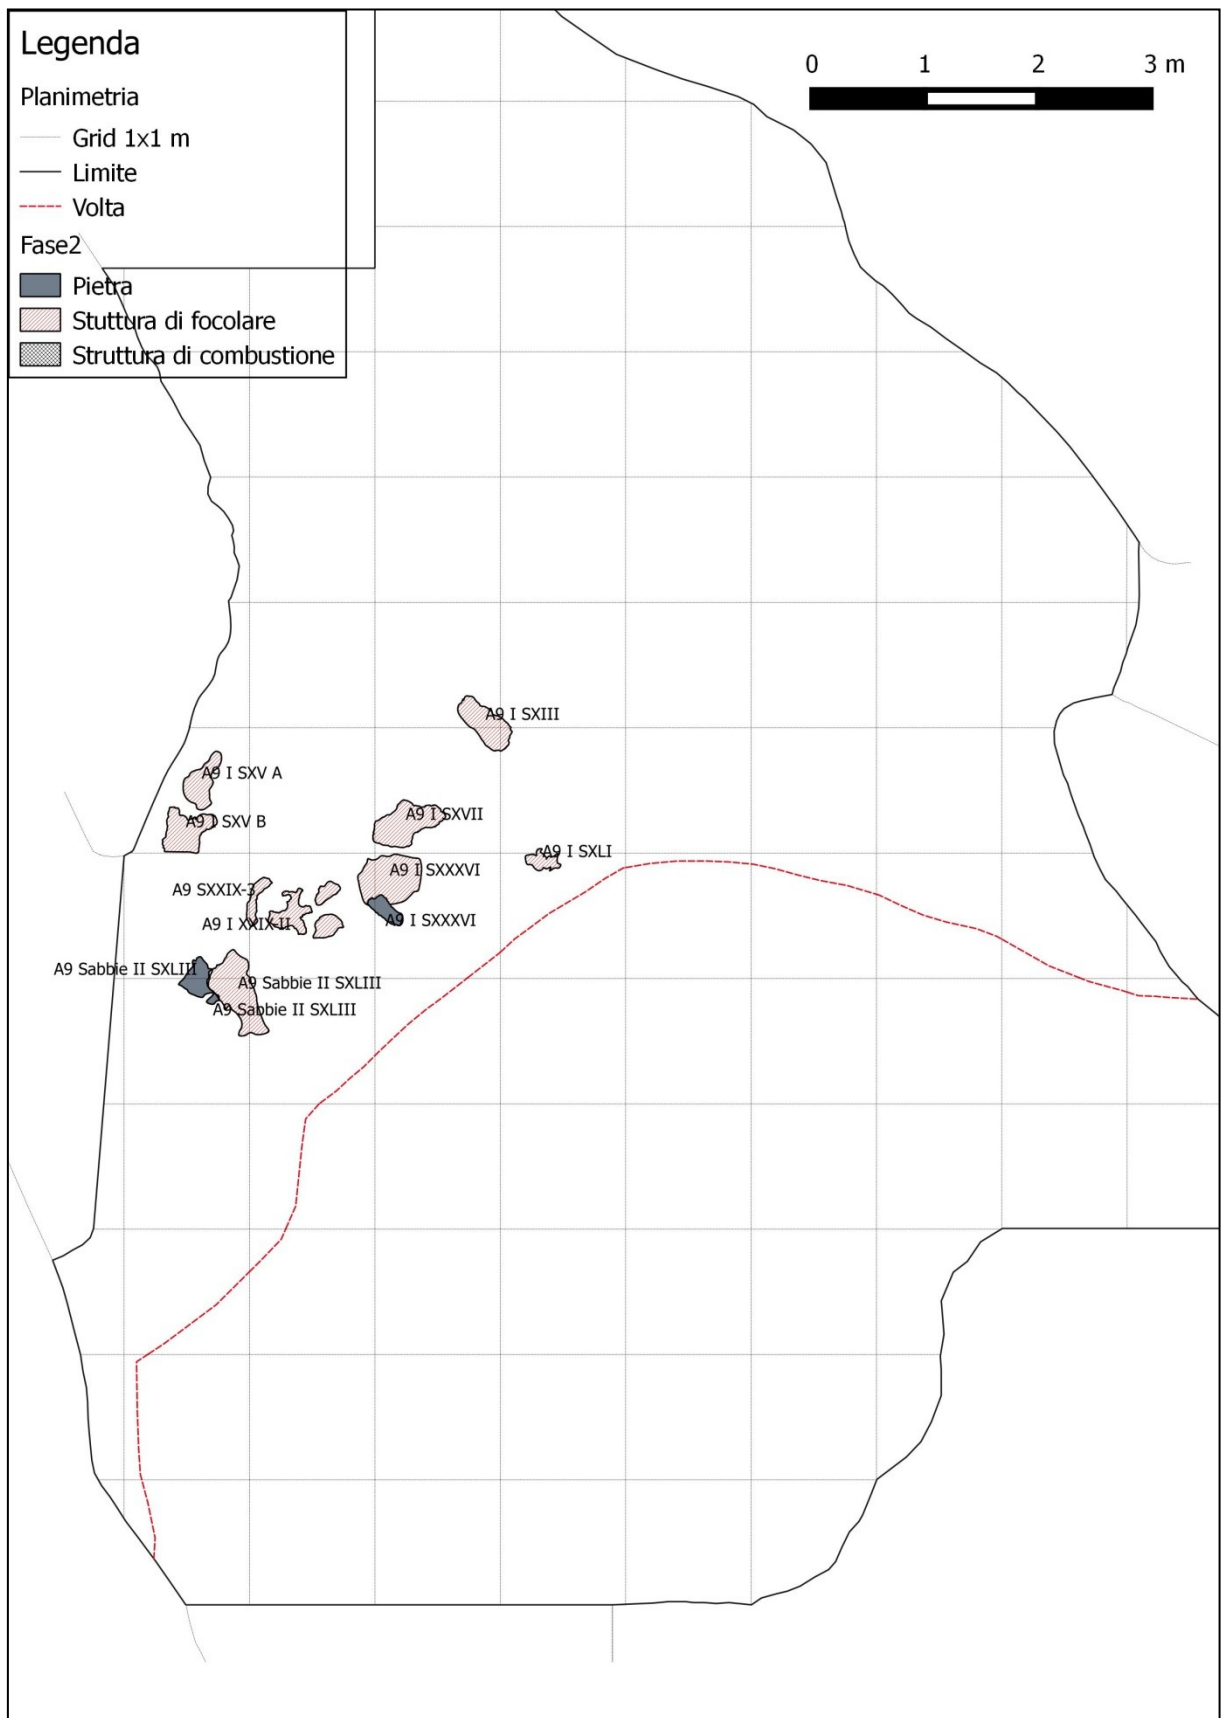 Legenda
Planimetria
Grid 1x1 m
Limite
Volta
Fase2
Pietra
Stuttura di focolare
Struttura di combustione
0 1 2 3 m
A9 I SXIII
A9 I SXV A
A9 I SXV B
A9 I SXVII
A9 I SXLI
A9 I SXXXVI
A9 SXXIX-3
A9 I XXIX-II
A9 I SXXXVI
A9 Sabbie II SXLIII
A9 Sabbie II SXLIII
A9 Sabbie II SXLIII